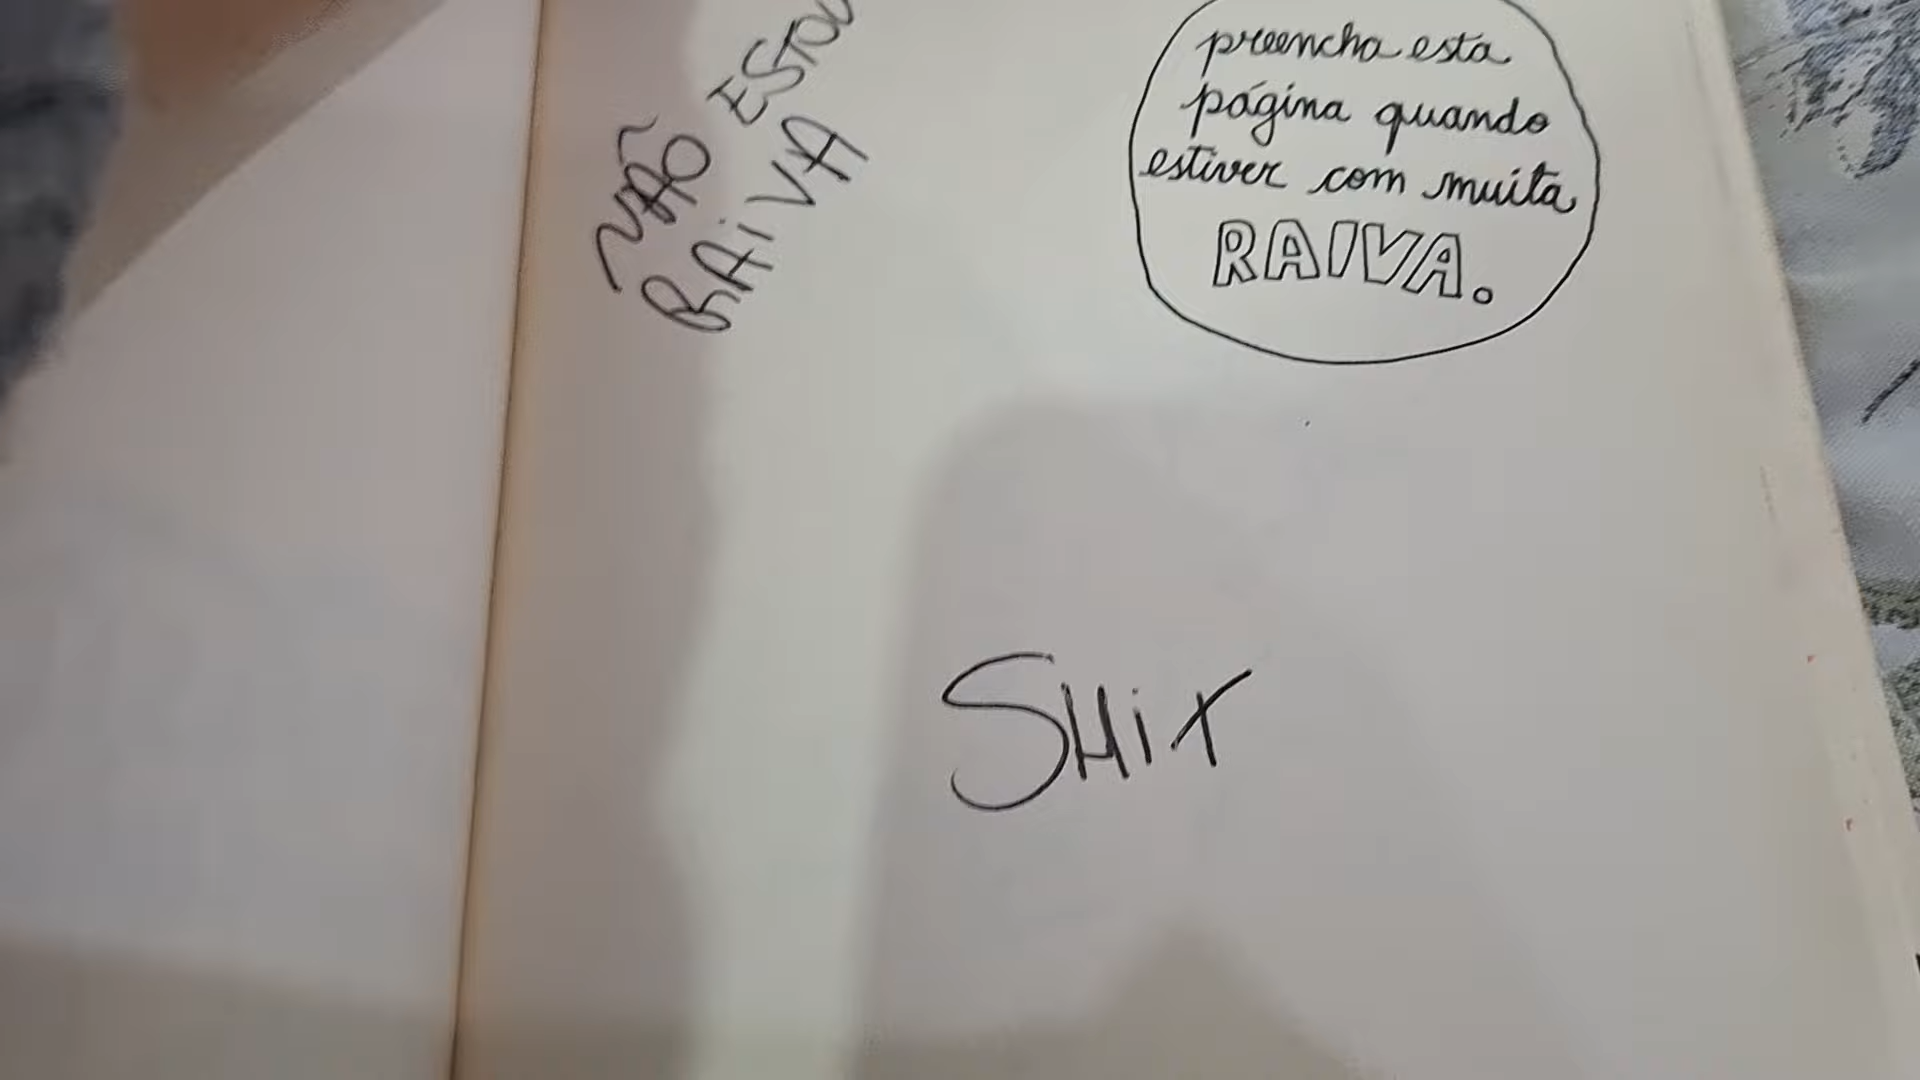 NÃO ESTOU
RAIVA
preencha esta
página quando
estiver com muita
RAIVA.
SHiT